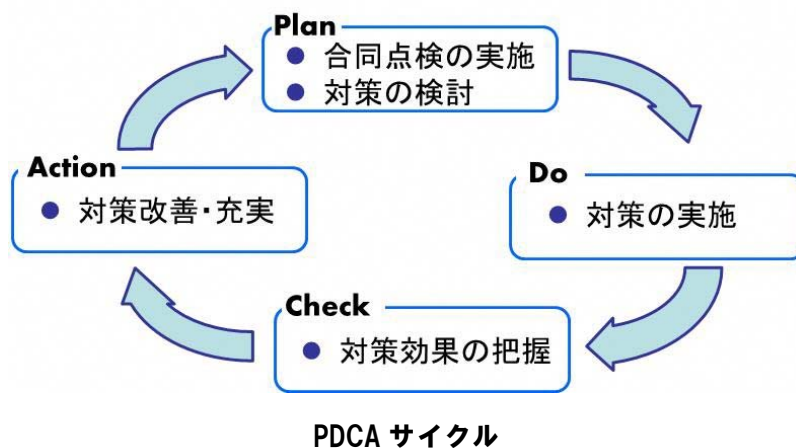 Plan
● 合同点検の実施
● 対策の検討
Do
● 対策の実施
Check
● 対策効果の把握
Action
● 対策改善・充実
PDCA サイクル